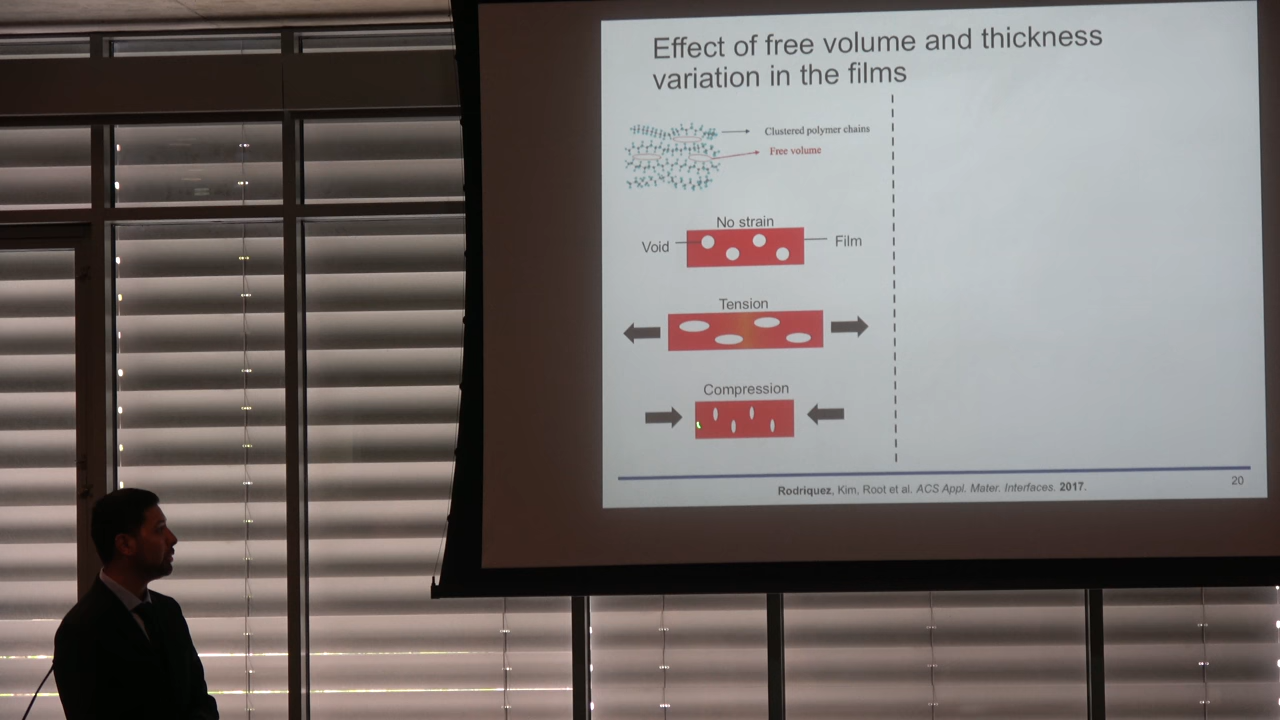 Effect of free volume and thickness
variation in the films
Clustered polymer chains
Free volume
No strain
Void
Film
Tension
Compression
Rodriquez, Kim, Root et al. ACS Appl. Mater. Interfaces. 2017.
20